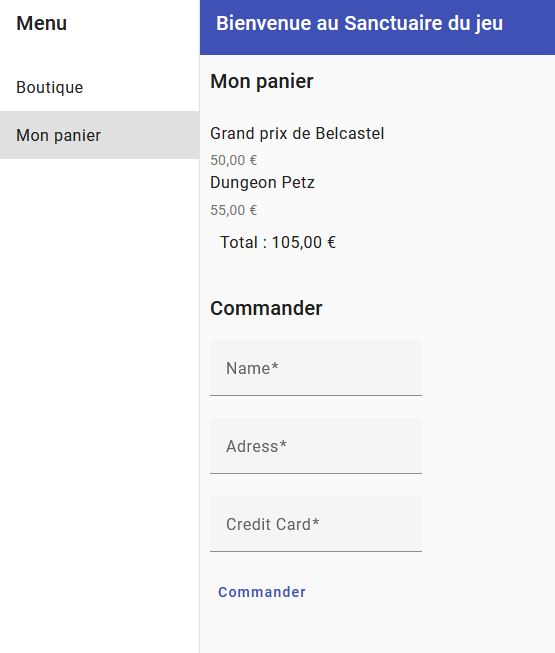 Menu
Bienvenue au Sanctuaire du jeu
Boutique
Mon panier
Mon panier
Grand prix de Belcastel
50,00 €
Dungeon Petz
55,00 €
Total : 105,00 €
Commander
Name*
Adress*
Credit Card*
Commander